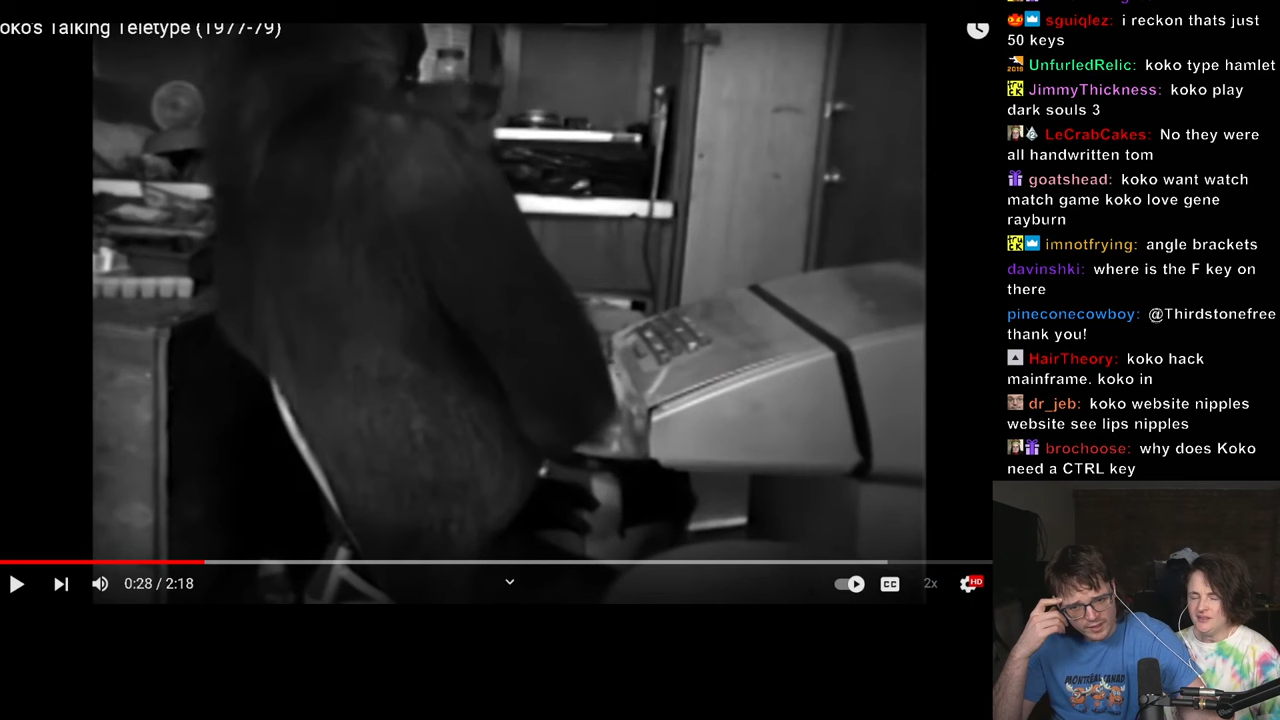 oko's Talking Teletype (1977-79)
sguiqlez: i reckon thats just
50 keys
UnfurledRelic: koko type hamlet
JimmyThickness: koko play
dark souls 3
LeCrabCakes: No they were
all handwritten tom
goatshead: koko want watch
match game koko love gene
rayburn
imnotfrying: angle brackets
davinshki: where is the F key on
there
pineconecowboy: @Thirdstonefree
thank you!
HairTheory: koko hack
mainframe. koko in
dr_jeb: koko website nipples
website see lips nipples
brochoose: why does Koko
need a CTRL key
0:28 / 2:18
CC
2x
HD